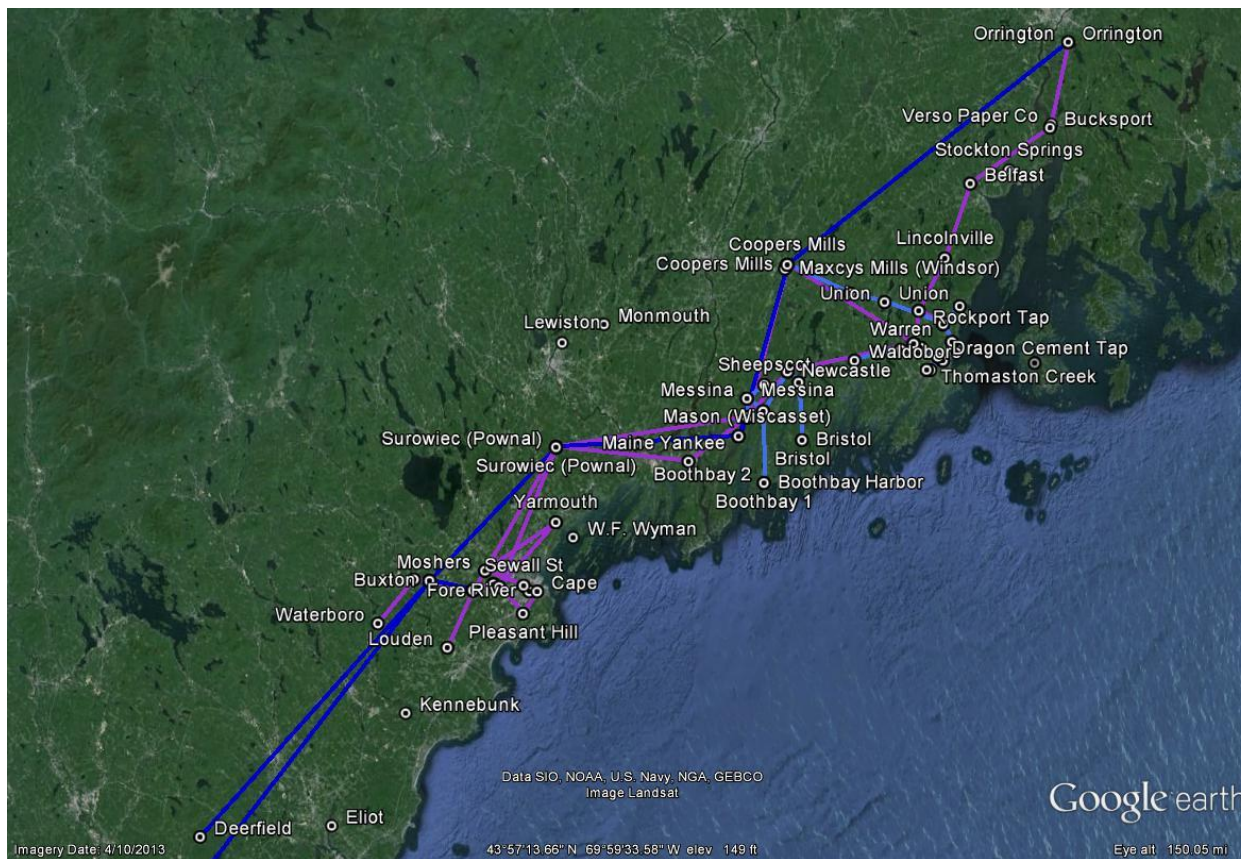 Orrington
Orrington
Verso Paper Co
Bucksport
Stockton Springs
Belfast
Lincolnville
Coopers Mills
Coopers Mills
Maxcys Mills (Windsor)
Union
Union
Rockport Tap
Lewiston
Monmouth
Warren
Waldoboro
Dragon Cement Tap
Sheepscot
Newcastle
Thomaston Creek
Messina
Messina
Mason (Wiscasset)
Surowiec (Pownal)
Maine Yankee
Bristol
Surowiec (Pownal)
Bristol
Boothbay 2
Boothbay Harbor
Boothbay 1
Yarmouth
W.F. Wyman
Moshers
Sewall St
Buxton
Fore River
Cape
Waterboro
Louden
Pleasant Hill
Kennebunk
Data SIO, NOAA, U.S. Navy, NGA, GEBCO
Image Landsat
Google earth
Eliot
Deerfield
Imagery Date: 4/10/2013
43°57'13.66" N 69°59'33.58" W elev 149 ft
Eye alt 150.05 mi